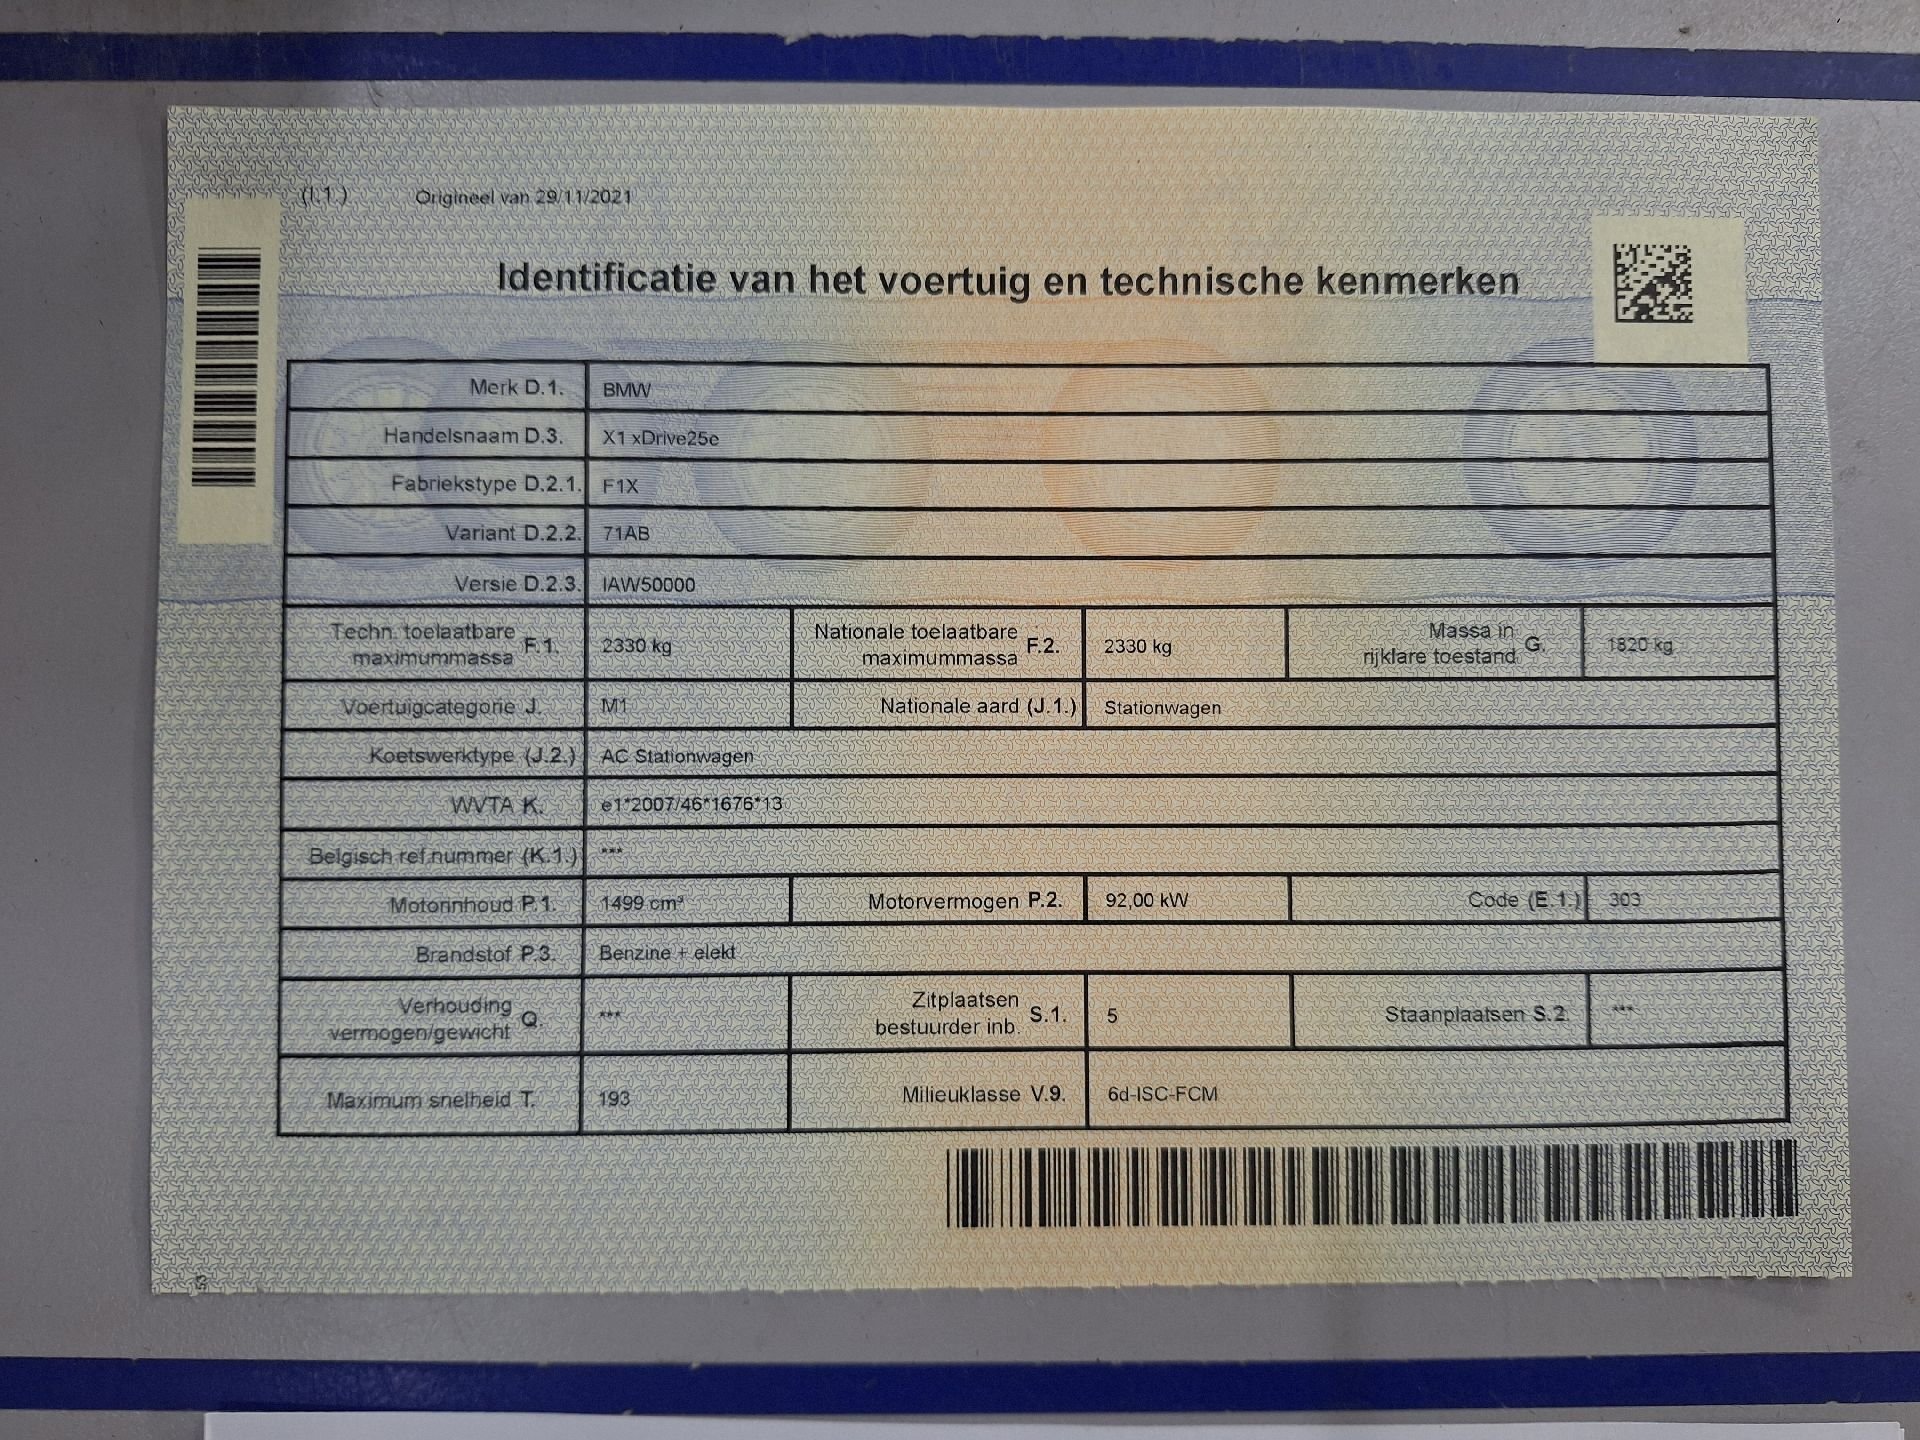 (I.1.) Origineel van 29/11/2021
Identificatie van het voertuig en technische kenmerken
Merk D.1. BMW
Handelsnaam D.3. X1 xDrive25e
Fabriekstype D.2.1. F1X
Variant D.2.2. 71AB
Versie D.2.3. IAW50000
Techn. toelaatbare maximummassa F.1. 2330 kg Nationale toelaatbare maximummassa F.2. 2330 kg Massa in rijklare toestand G. 1820 kg
Voertuigcategorie J. M1 Nationale aard (J.1.) Stationwagen
Koetswerktype (J.2.) AC Stationwagen
WVTA K. e1*2007/46*1676*13
Belgisch ref.nummer (K.1.) ***
Motorinhoud P.1. 1499 cm³ Motorvermogen P.2. 92,00 kW Code (E.1.) 303
Brandstof P.3. Benzine + elekt
Verhouding vermogen/gewicht Q. *** Zitplaatsen bestuurder inb. S.1. 5 Staanplaatsen S.2. ***
Maximum snelheid T. 193 Milieuklasse V.9. 6d-ISC-FCM